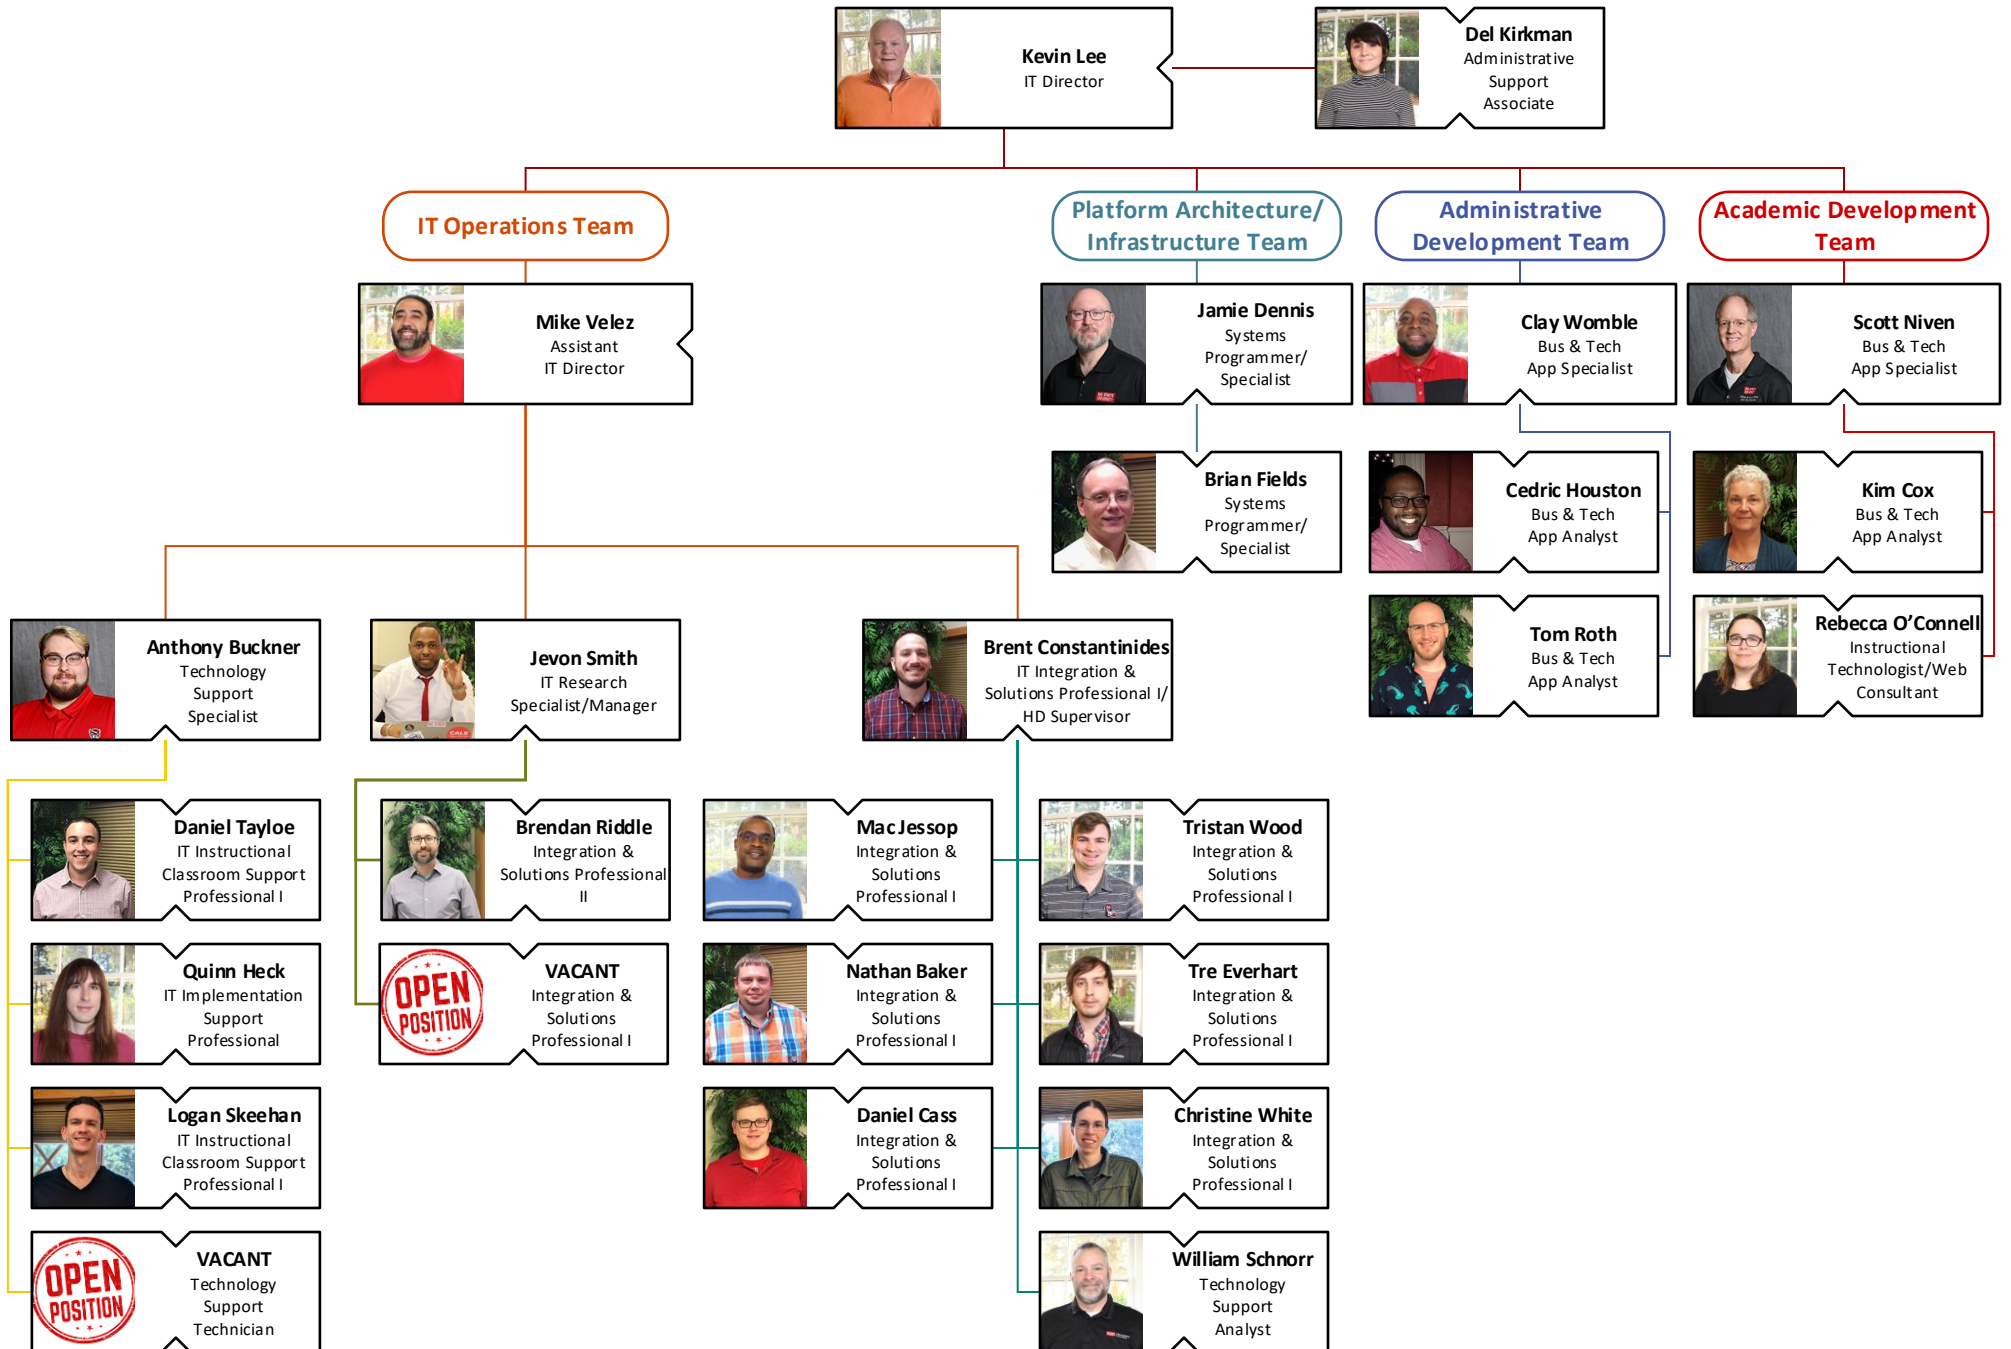 Kevin Lee
IT Director
Del Kirkman
Administrative
Support
Associate
IT Operations Team
Platform Architecture/
Infrastructure Team
Administrative
Development Team
Academic Development
Team
Mike Velez
Assistant
IT Director
Jamie Dennis
Systems
Programmer/
Specialist
Clay Womble
Bus & Tech
App Specialist
Scott Niven
Bus & Tech
App Specialist
Brian Fields
Systems
Programmer/
Specialist
Cedric Houston
Bus & Tech
App Analyst
Kim Cox
Bus & Tech
App Analyst
Tom Roth
Bus & Tech
App Analyst
Rebecca O’Connell
Instructional
Technologist/Web
Consultant
Anthony Buckner
Technology
Support
Specialist
Jevon Smith
IT Research
Specialist/Manager
CALS
Brent Constantinides
IT Integration &
Solutions Professional I/
HD Supervisor
Daniel Tayloe
IT Instructional
Classroom Support
Professional I
Brendan Riddle
Integration &
Solutions Professional
II
Mac Jessop
Integration &
Solutions
Professional I
Tristan Wood
Integration &
Solutions
Professional I
Quinn Heck
IT Implementation
Support
Professional
OPEN
POSITION
VACANT
Integration &
Solutions
Professional I
Nathan Baker
Integration &
Solutions
Professional I
Tre Everhart
Integration &
Solutions
Professional I
Logan Skeehan
IT Instructional
Classroom Support
Professional I
Daniel Cass
Integration &
Solutions
Professional I
Christine White
Integration &
Solutions
Professional I
OPEN
POSITION
VACANT
Technology
Support
Technician
William Schnorr
Technology
Support
Analyst